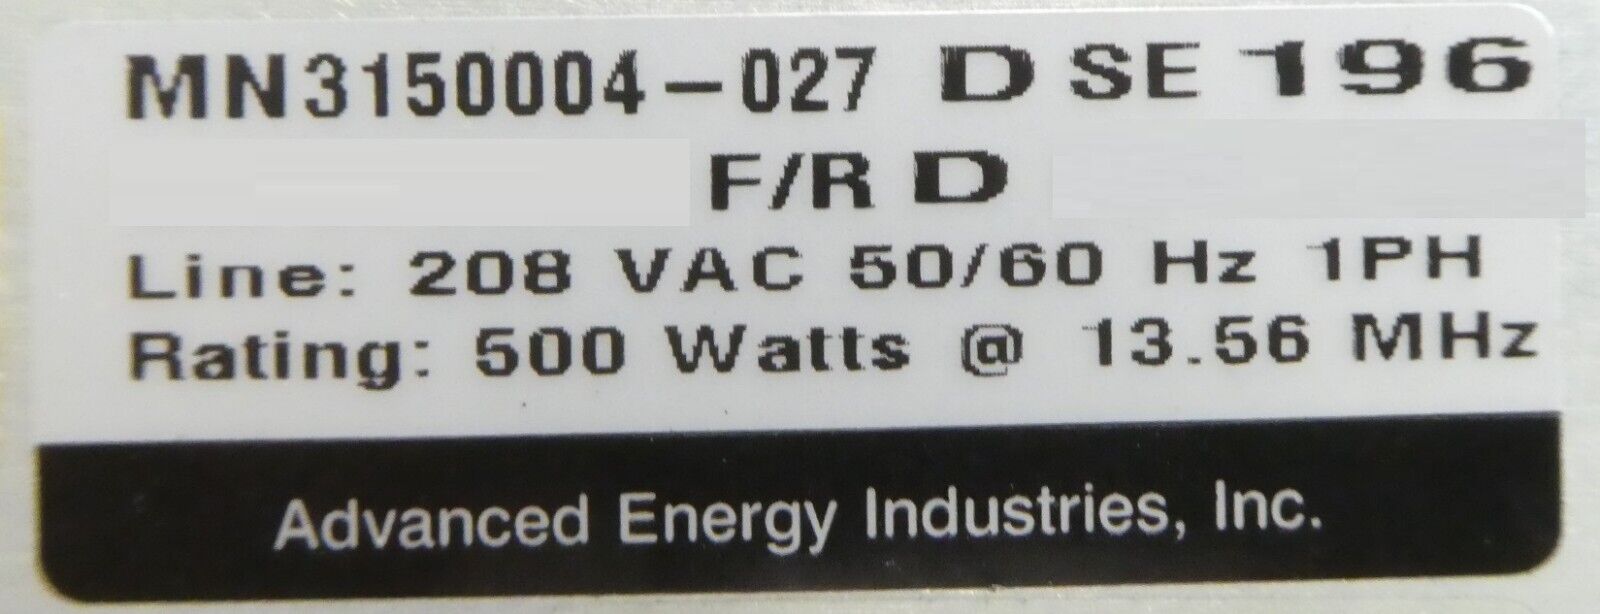 MN3150004-027 D SE 196
F/R D
Line: 208 VAC 50/60 Hz 1PH
Rating: 500 Watts @ 13.56 MHz
Advanced Energy Industries, Inc.